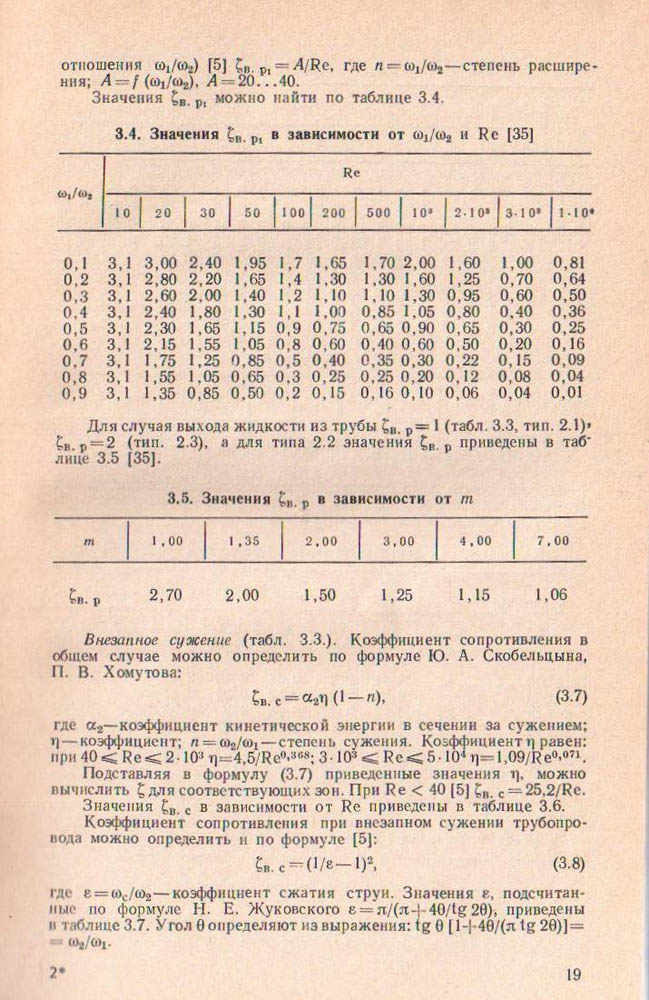 отношения ω₁/ω₂) [5] ζв. р₁ = A/Re, где n = ω₁/ω₂—степень расшире-
ния; A = f (ω₁/ω₂), A = 20...40.
Значения ζв. р₁ можно найти по таблице 3.4.
3.4. Значения ζв. р₁ в зависимости от ω₁/ω₂ и Re [35]
Re
ω₁/ω₂
10 20 30 50 100 200 500 10³ 2·10³ 3·10³ 1·10⁴
0,1 3,1 3,00 2,40 1,95 1,7 1,65 1,70 2,00 1,60 1,00 0,81
0,2 3,1 2,80 2,20 1,65 1,4 1,30 1,30 1,60 1,25 0,70 0,64
0,3 3,1 2,60 2,00 1,40 1,2 1,10 1,10 1,30 0,95 0,60 0,50
0,4 3,1 2,40 1,80 1,30 1,1 1,00 0,85 1,05 0,80 0,40 0,36
0,5 3,1 2,30 1,65 1,15 0,9 0,75 0,65 0,90 0,65 0,30 0,25
0,6 3,1 2,15 1,55 1,05 0,8 0,60 0,40 0,60 0,50 0,20 0,16
0,7 3,1 1,75 1,25 0,85 0,5 0,40 0,35 0,30 0,22 0,15 0,09
0,8 3,1 1,55 1,05 0,65 0,3 0,25 0,25 0,20 0,12 0,08 0,04
0,9 3,1 1,35 0,85 0,50 0,2 0,15 0,16 0,10 0,06 0,04 0,01
Для случая выхода жидкости из трубы ζв. р = 1 (табл. 3.3, тип. 2.1),
ζв. р = 2 (тип. 2.3), а для типа 2.2 значения ζв. р приведены в таб-
лице 3.5 [35].
3.5. Значения ζв. р в зависимости от m
m 1,00 1,35 2,00 3,00 4,00 7,00
ζв. р 2,70 2,00 1,50 1,25 1,15 1,06
Внезапное сужение (табл. 3.3.). Коэффициент сопротивления в
общем случае можно определить по формуле Ю. А. Скобельцына,
П. В. Хомутова:
ζв. с = α₂η (1—n), (3.7)
где α₂—коэффициент кинетической энергии в сечении за сужением;
η—коэффициент; n = ω₂/ω₁—степень сужения. Коэффициент η равен:
при 40 ⩽ Re ⩽ 2·10³ η=4,5/Re⁰,³⁶⁸; 3·10³ ⩽ Re ⩽ 5·10⁴ η=1,09/Re⁰,⁰⁷¹.
Подставляя в формулу (3.7) приведенные значения η, можно
вычислить ζ для соответствующих зон. При Re < 40 [5] ζв. с = 25,2/Re.
Значения ζв. с в зависимости от Re приведены в таблице 3.6.
Коэффициент сопротивления при внезапном сужении трубопро-
вода можно определить и по формуле [5]:
ζв. с = (1/ε—1)², (3.8)
где ε = ωс/ω₂—коэффициент сжатия струи. Значения ε, подсчитан-
ные по формуле Н. Е. Жуковского ε = π/(π+4θ/tg 2θ), приведены
в таблице 3.7. Угол θ определяют из выражения: tg θ [1+4θ/(π tg 2θ)]=
= ω₂/ω₁.
2* 19